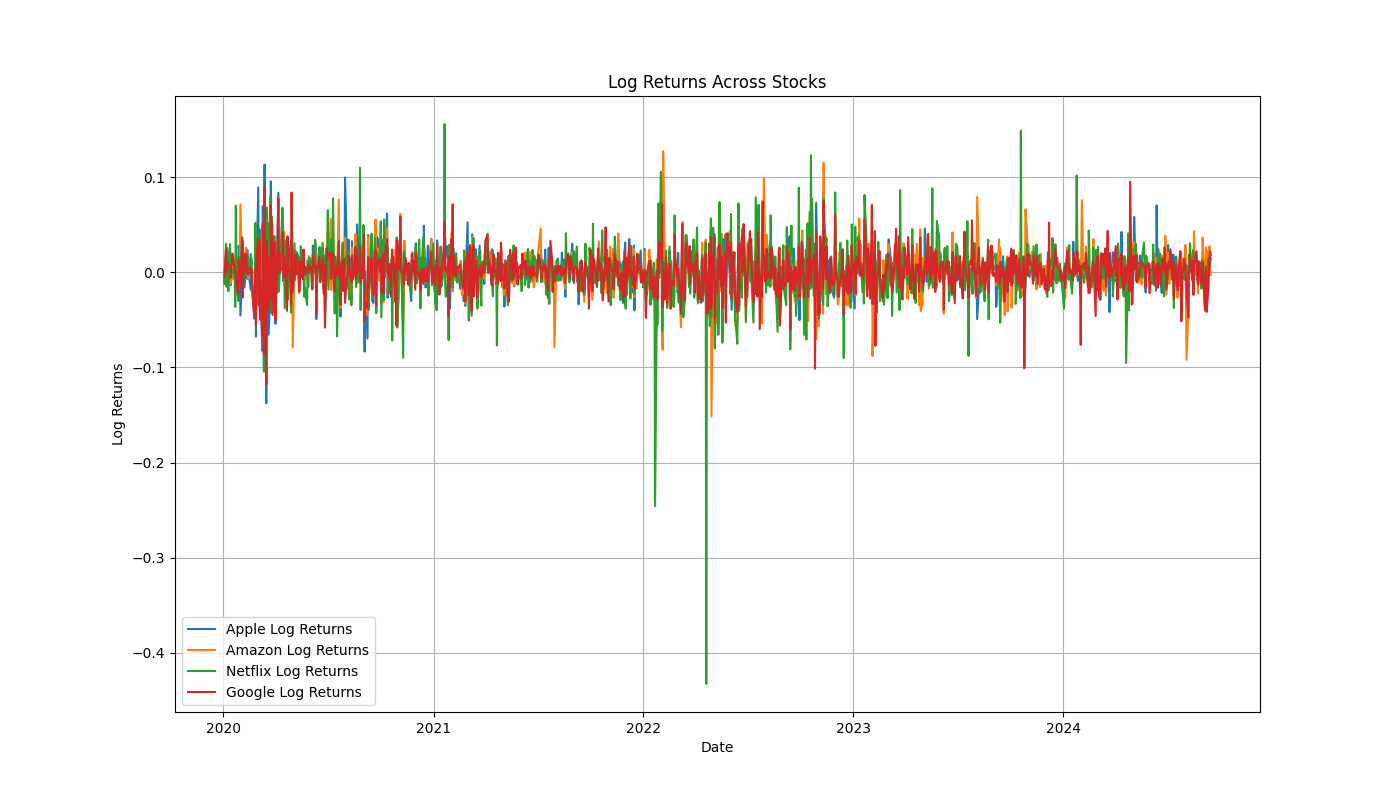 Log Returns Across Stocks
0.1
0.0
−0.1
−0.2
−0.3
−0.4
Log Returns
Apple Log Returns
Amazon Log Returns
Netflix Log Returns
Google Log Returns
2020
2021
2022
2023
2024
Date